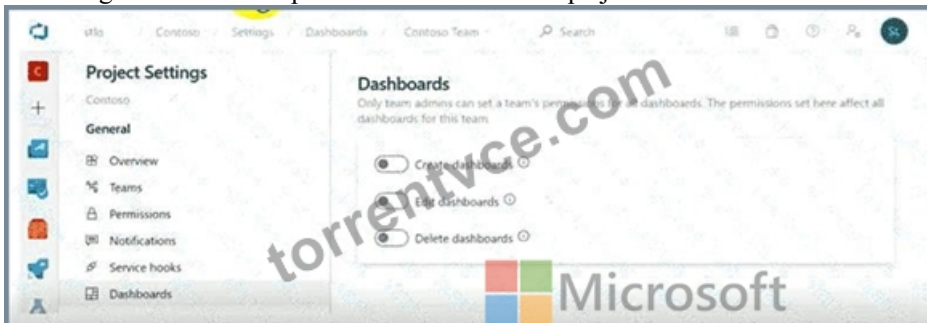 stlo / Contoso / Settings / Dashboards / Contoso Team
Search
SL
C
Project Settings
Contoso
General
Overview
Teams
Permissions
Notifications
Service hooks
Dashboards
Dashboards
Only team admins can set a team's permissions for all dashboards. The permissions set here affect all
dashboards for this team
Create dashboards
Edit dashboards
Delete dashboards
torrentvce.com
Microsoft